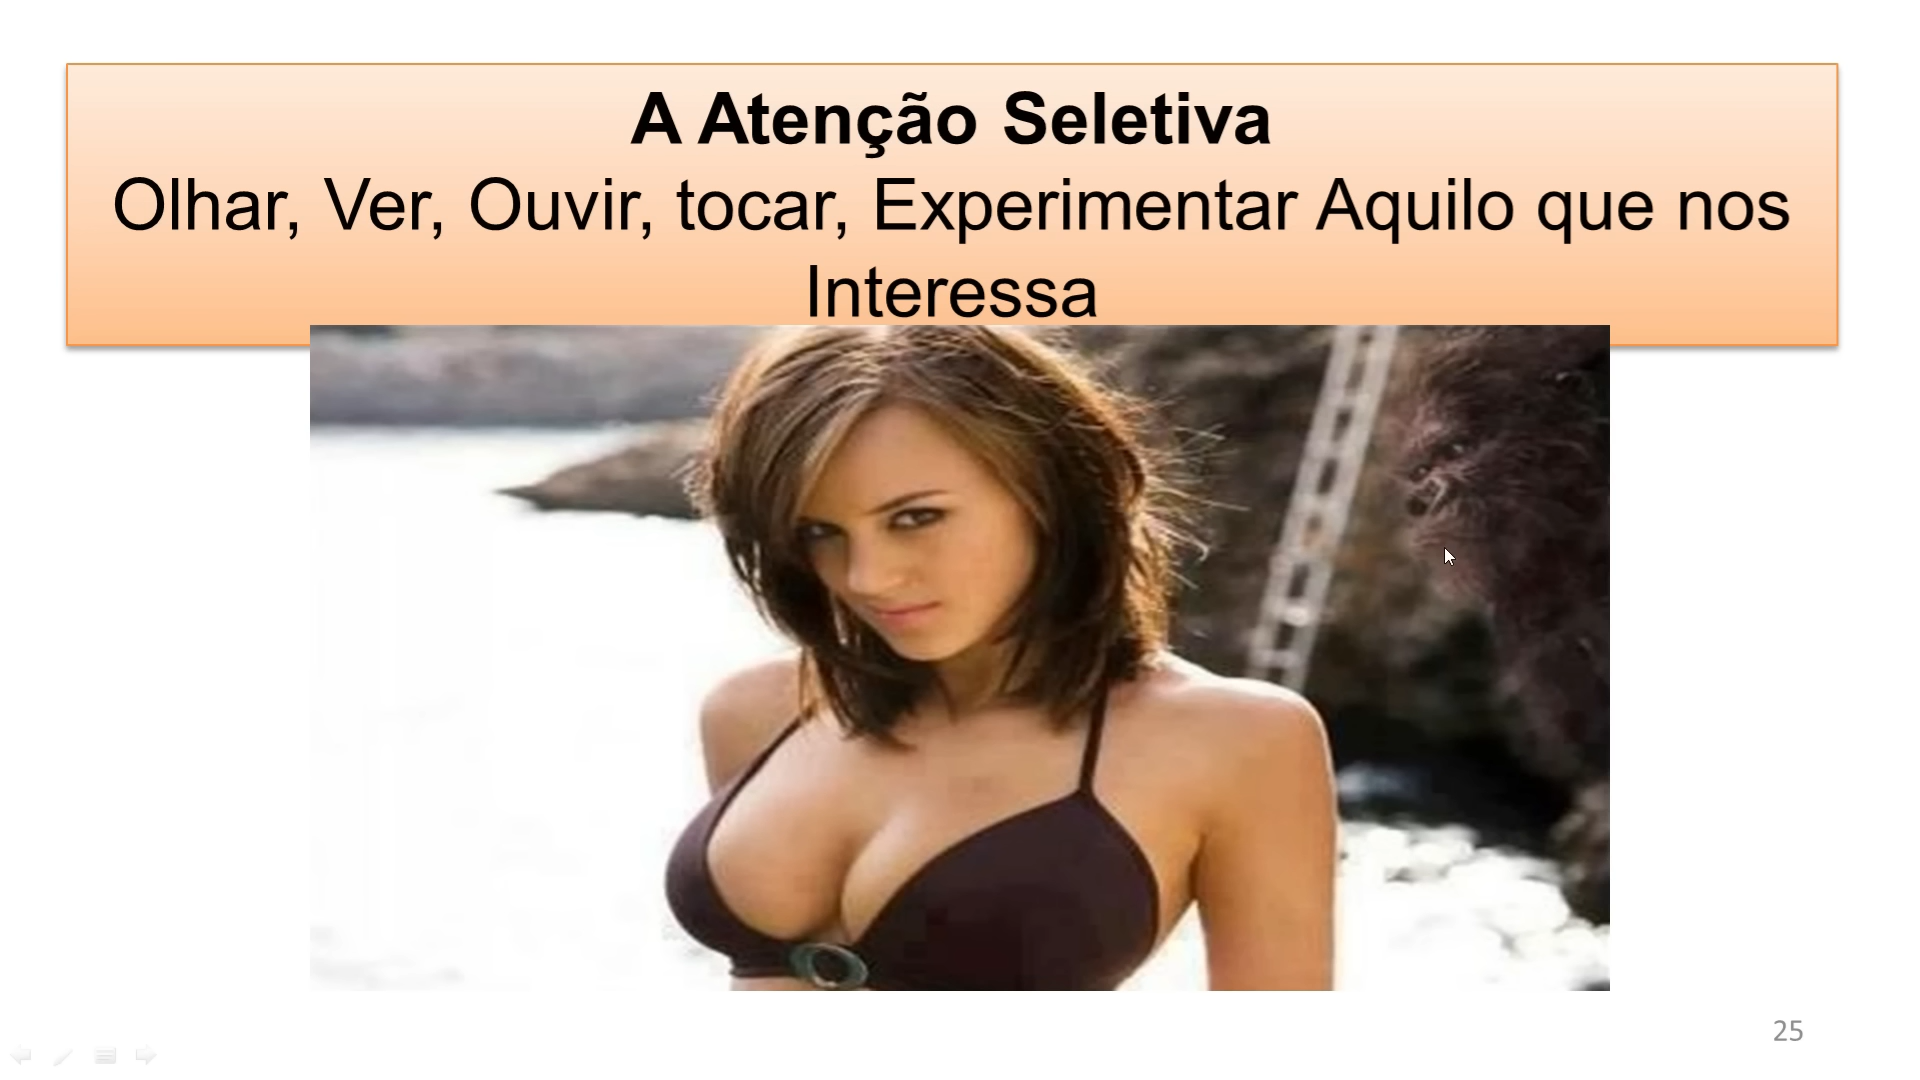 A Atenção Seletiva
Olhar, Ver, Ouvir, tocar, Experimentar Aquilo que nos
Interessa
25